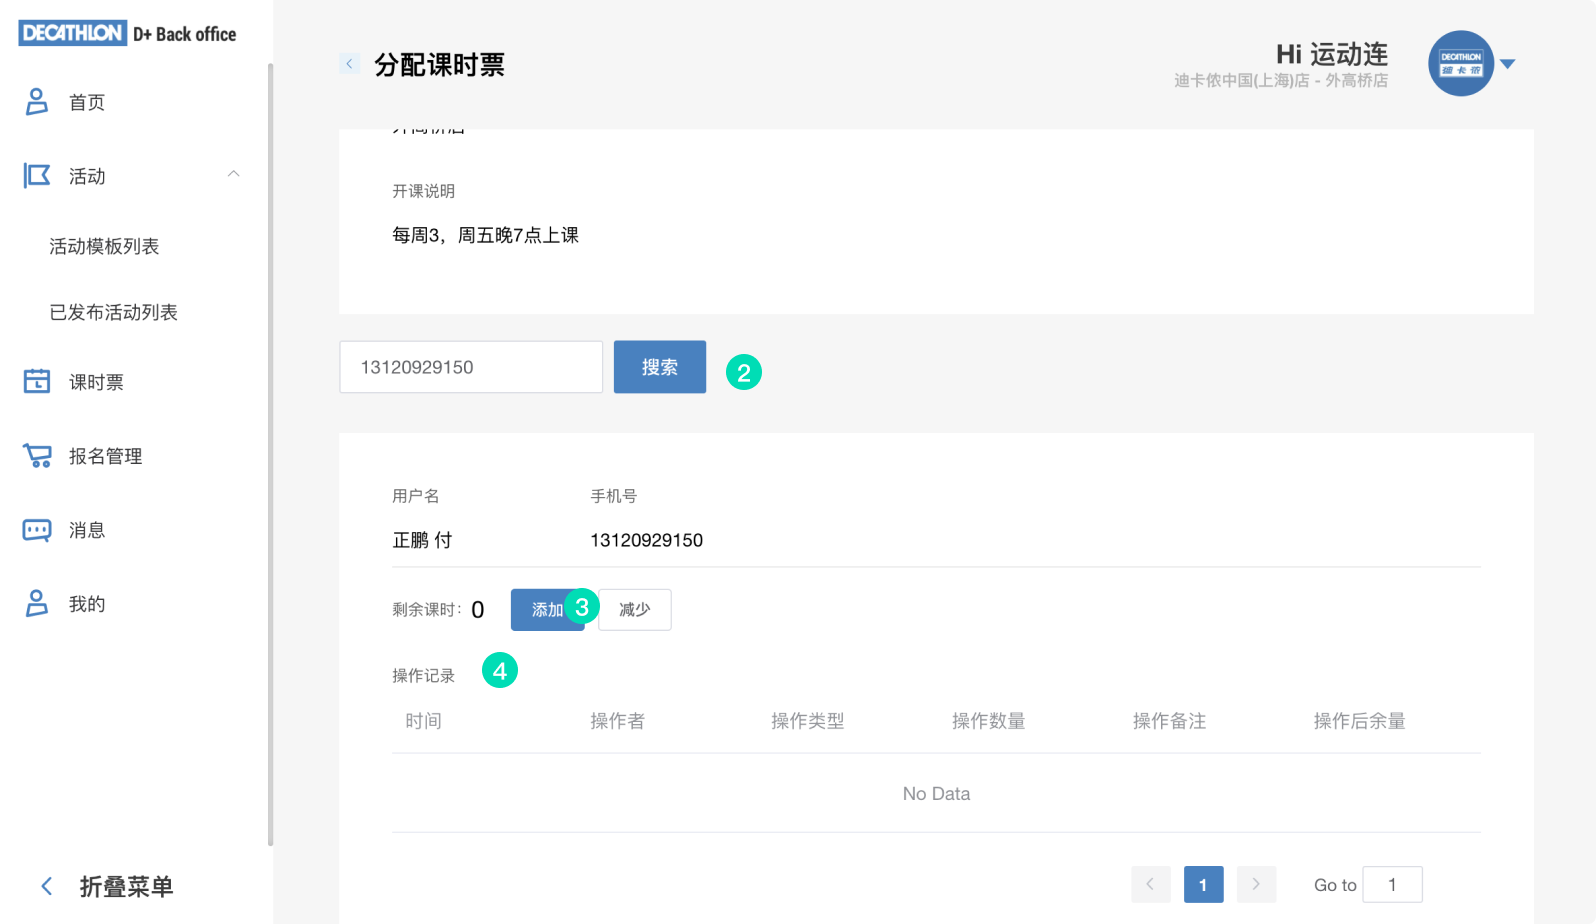 DECATHLON D+ Back office
首页
活动
活动模板列表
已发布活动列表
课时票
报名管理
消息
我的
折叠菜单
分配课时票
Hi 运动连
迪卡侬中国(上海)店 - 外高桥店
DECATHLON
迪卡侬
外高桥店
开课说明
每周3，周五晚7点上课
13120929150
搜索
2
用户名 手机号
正鹏 付 13120929150
剩余课时： 0 添加 3 减少
操作记录 4
时间 操作者 操作类型 操作数量 操作备注 操作后余量
No Data
1 Go to 1